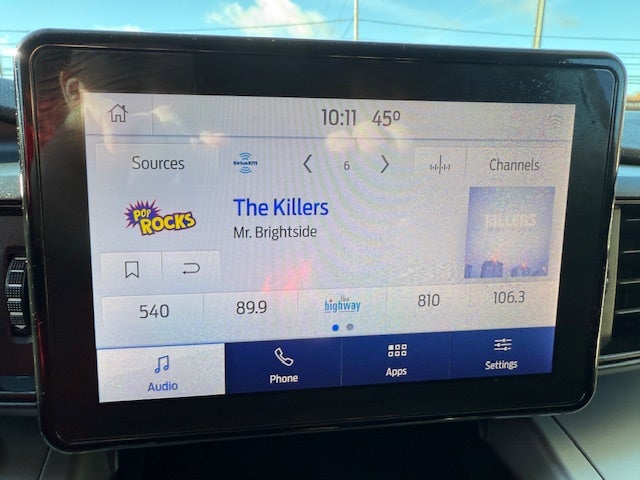 10:11 45°
Sources SiriusXM < 6 > Channels
POP ROCKS
The Killers
Mr. Brightside
KILLERS
540 89.9 the highway 810 106.3
Audio Phone Apps Settings